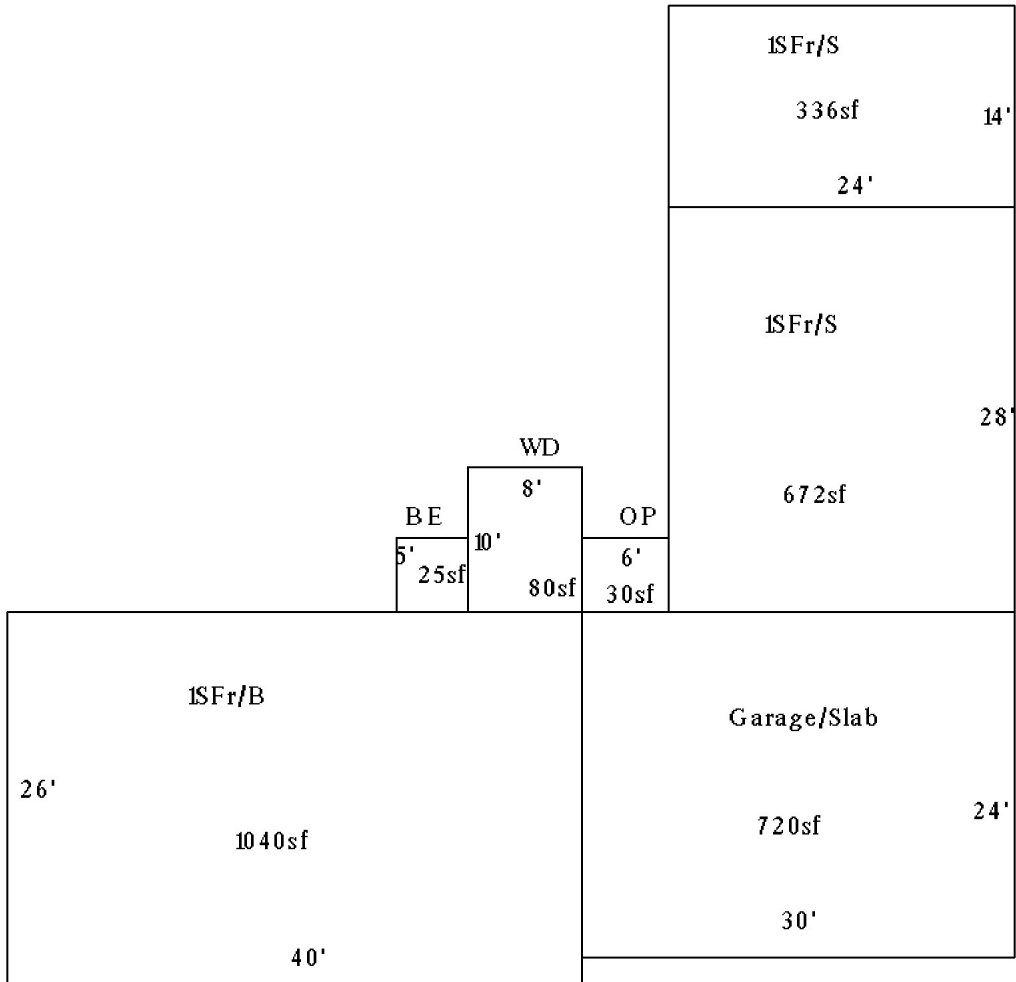 1SFr/S
336sf
14'
24'
1SFr/S
28'
WD
8'
672sf
BE
OP
5'
10'
6'
25sf
80sf
30sf
1SFr/B
Garage/Slab
26'
24'
1040sf
720sf
30'
40'